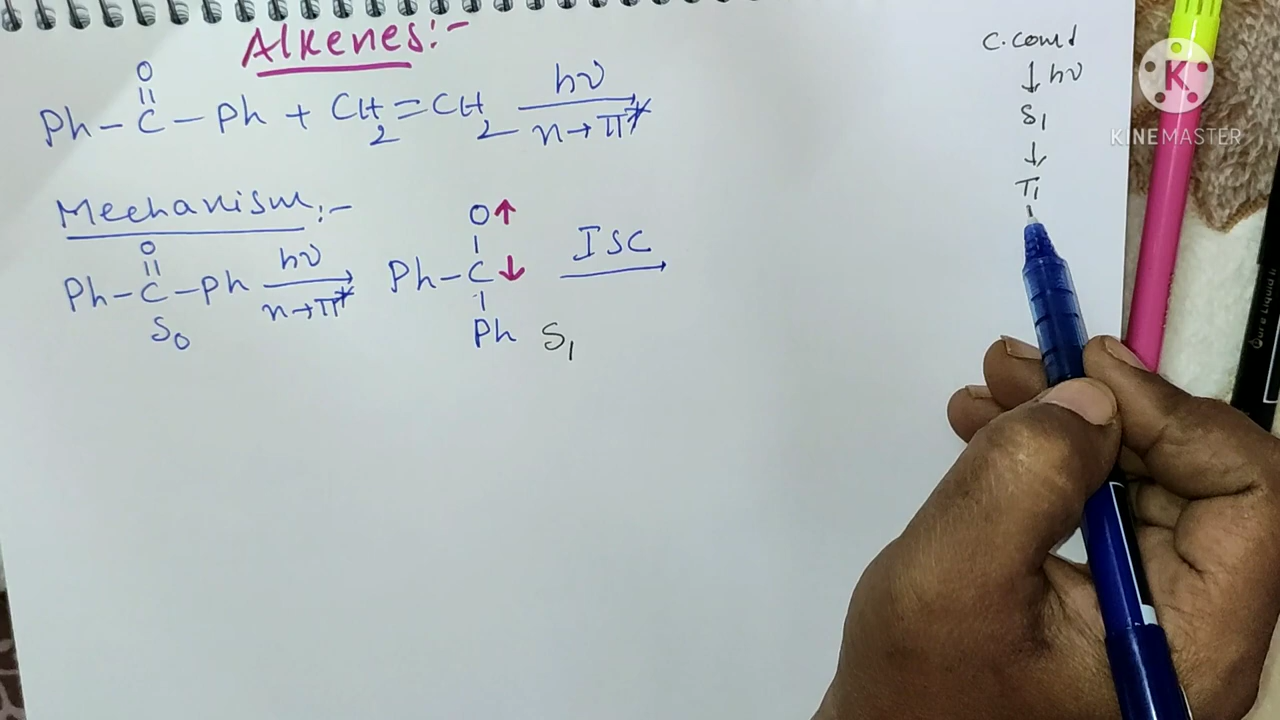 Alkenes:-
O
||
Ph-C-Ph + CH2=CH2 hν n→π*
Mechanism:-
O
||
Ph-C-Ph hν n→π*
S0
O↑
|
Ph-C↓ ISC
|
Ph S1
C.comd
↓hν
S1
↓
T1
K
KINEMASTER